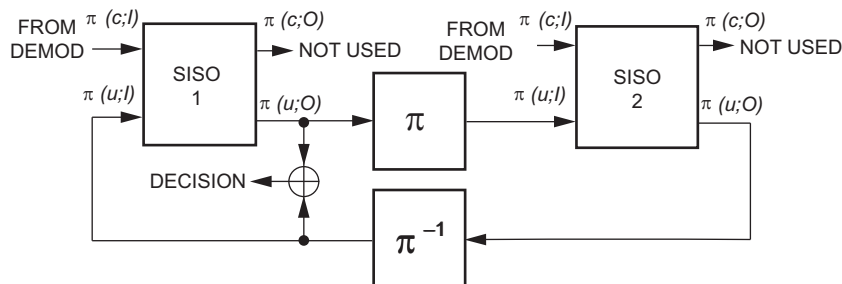 FROM
DEMOD
π (c;I)
π (c;O)
NOT USED
SISO
1
π (u;I)
π (u;O)
π
FROM
DEMOD
π (c;I)
π (c;O)
NOT USED
SISO
2
π (u;I)
π (u;O)
DECISION
π –1